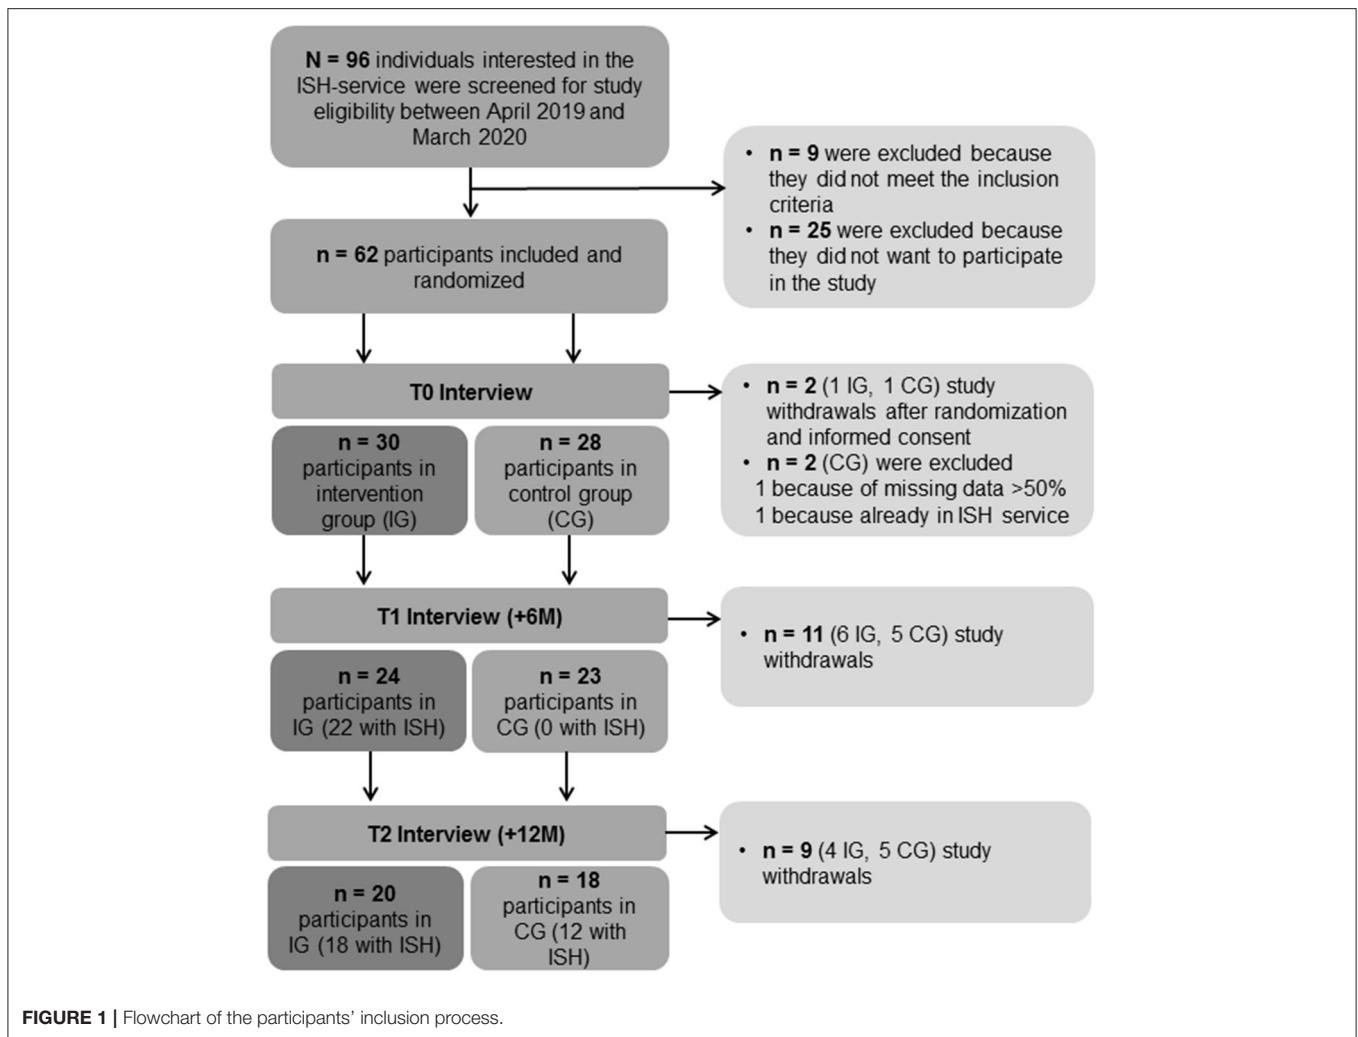 N = 96 individuals interested in the
ISH-service were screened for study
eligibility between April 2019 and
March 2020
• n = 9 were excluded because
they did not meet the inclusion
criteria
• n = 25 were excluded because
they did not want to participate
in the study
n = 62 participants included and
randomized
T0 Interview
• n = 2 (1 IG, 1 CG) study
withdrawals after randomization
and informed consent
• n = 2 (CG) were excluded
1 because of missing data >50%
1 because already in ISH service
n = 30
participants in
intervention
group (IG)
n = 28
participants in
control group
(CG)
T1 Interview (+6M)
• n = 11 (6 IG, 5 CG) study
withdrawals
n = 24
participants in
IG (22 with ISH)
n = 23
participants in
CG (0 with ISH)
T2 Interview (+12M)
• n = 9 (4 IG, 5 CG) study
withdrawals
n = 20
participants in
IG (18 with ISH)
n = 18
participants in
CG (12 with
ISH)
FIGURE 1 | Flowchart of the participants' inclusion process.